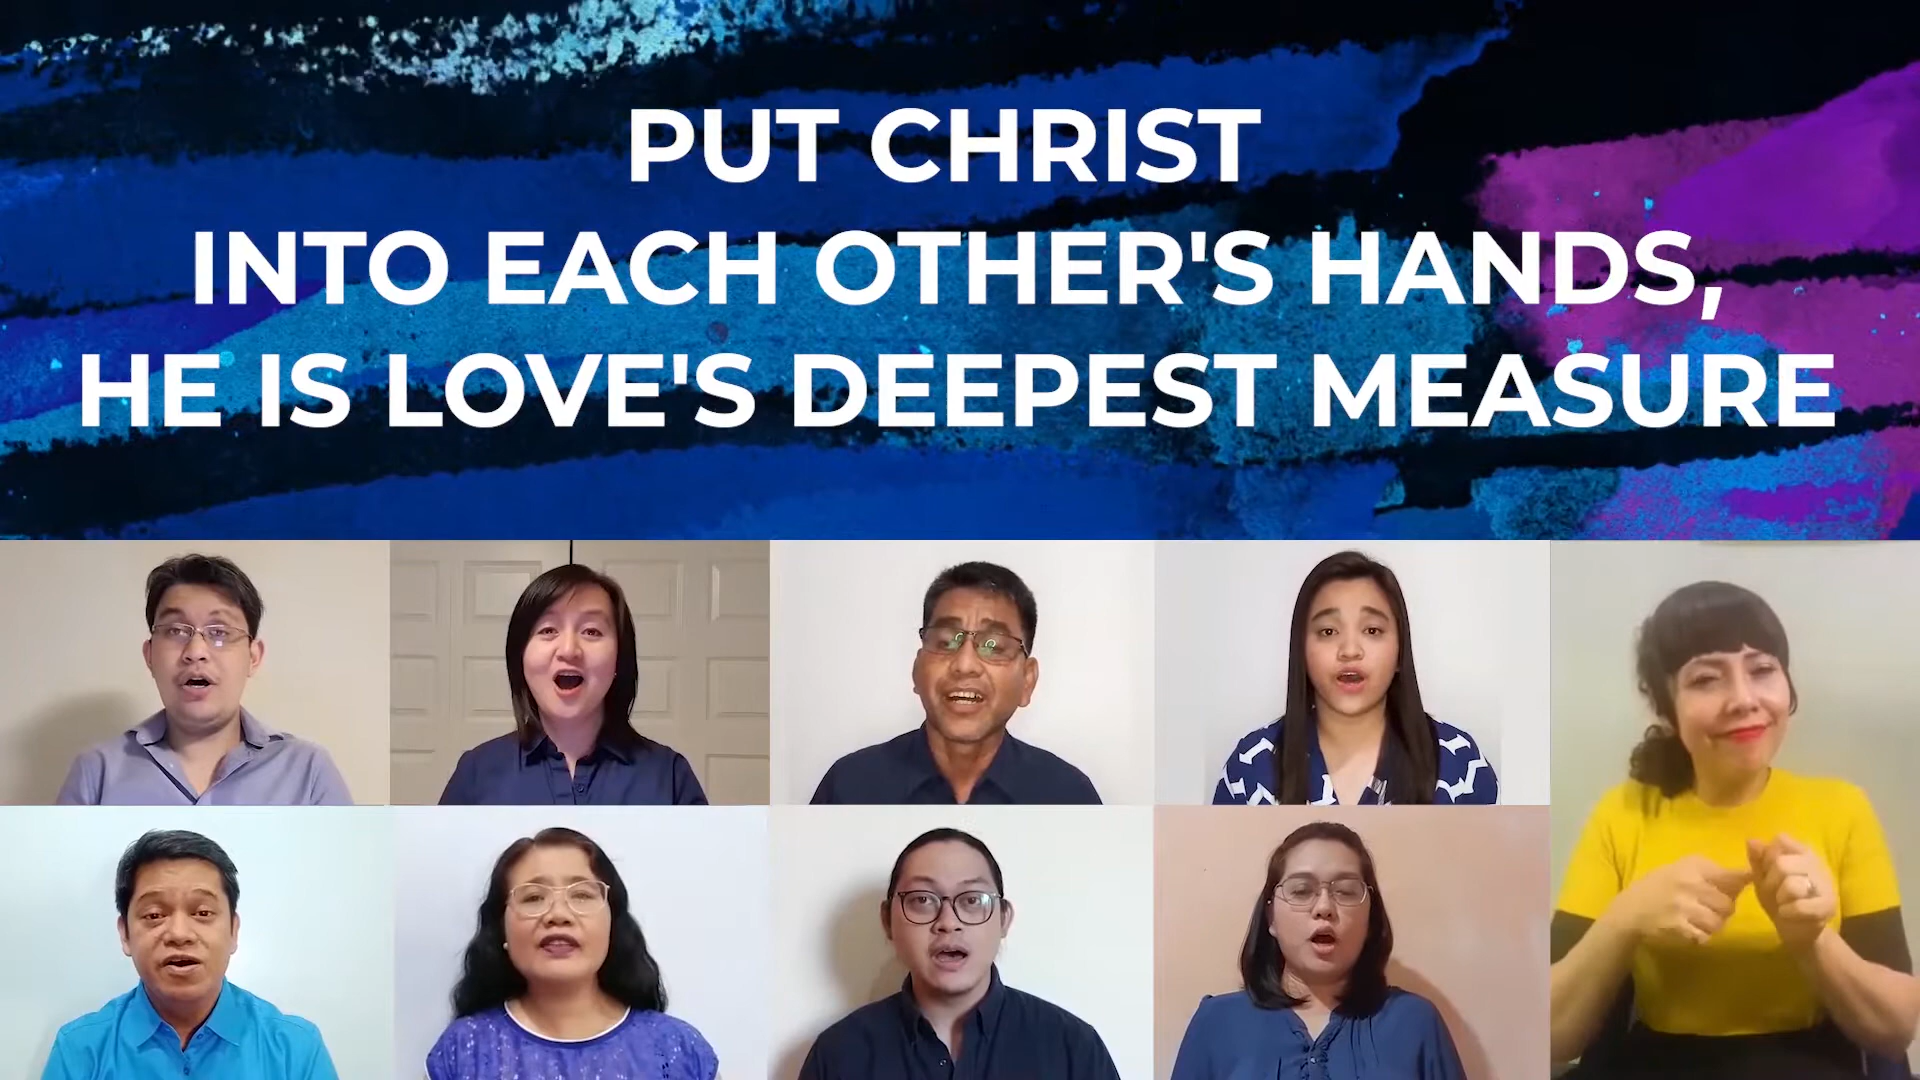 PUT CHRIST
INTO EACH OTHER'S HANDS,
HE IS LOVE'S DEEPEST MEASURE